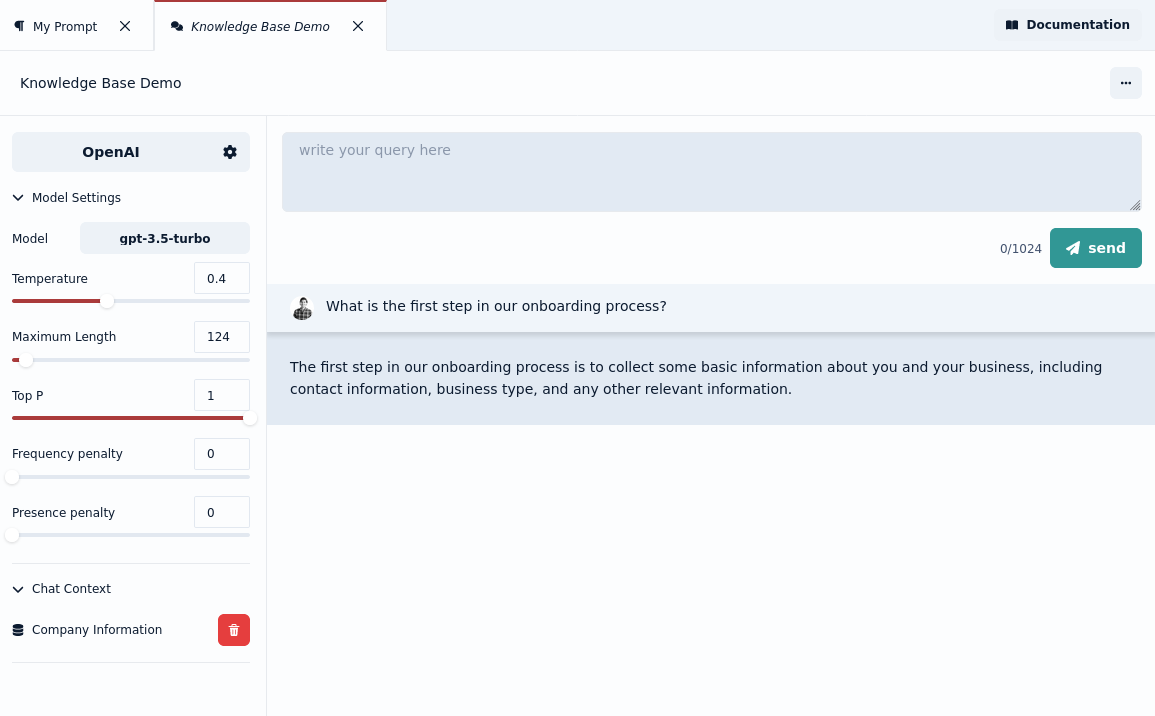 My Prompt
Knowledge Base Demo
Documentation
Knowledge Base Demo
OpenAI
Model Settings
Model gpt-3.5-turbo
Temperature 0.4
Maximum Length 124
Top P 1
Frequency penalty 0
Presence penalty 0
Chat Context
Company Information
write your query here
0/1024 send
What is the first step in our onboarding process?
The first step in our onboarding process is to collect some basic information about you and your business, including
contact information, business type, and any other relevant information.